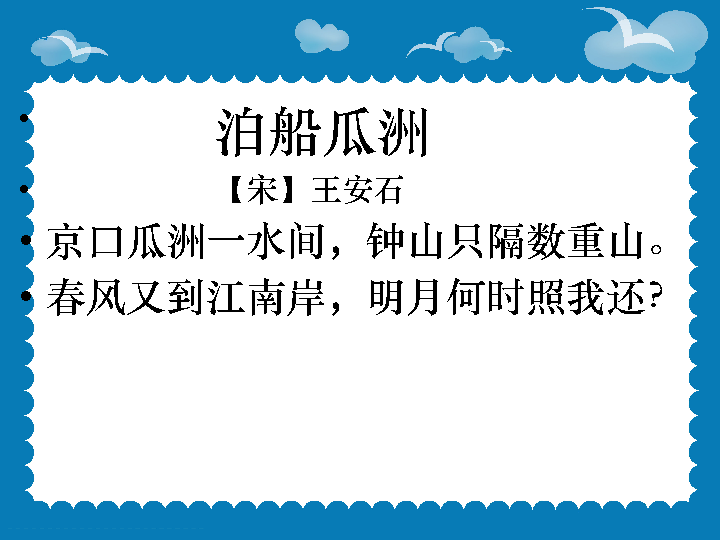 • 泊船瓜洲
• 【宋】王安石
• 京口瓜洲一水间，钟山只隔数重山。
• 春风又到江南岸，明月何时照我还？